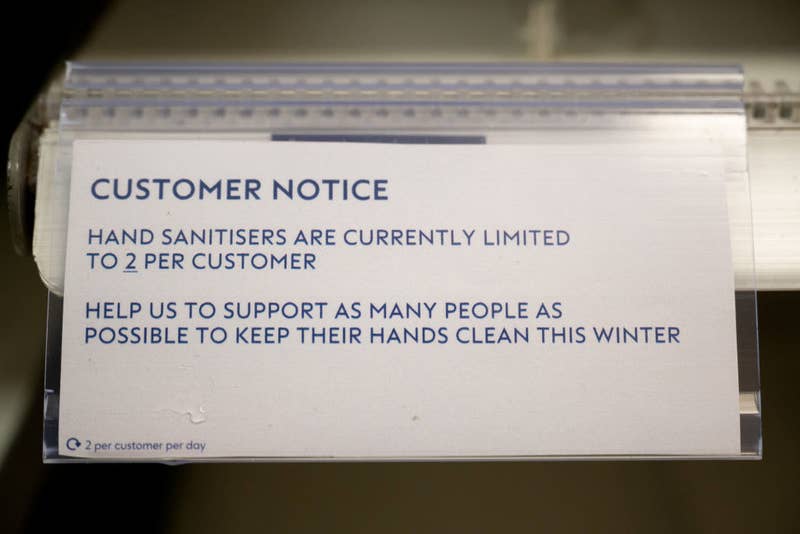 CUSTOMER NOTICE
HAND SANITISERS ARE CURRENTLY LIMITED
TO 2 PER CUSTOMER
HELP US TO SUPPORT AS MANY PEOPLE AS
POSSIBLE TO KEEP THEIR HANDS CLEAN THIS WINTER
2 per customer per day